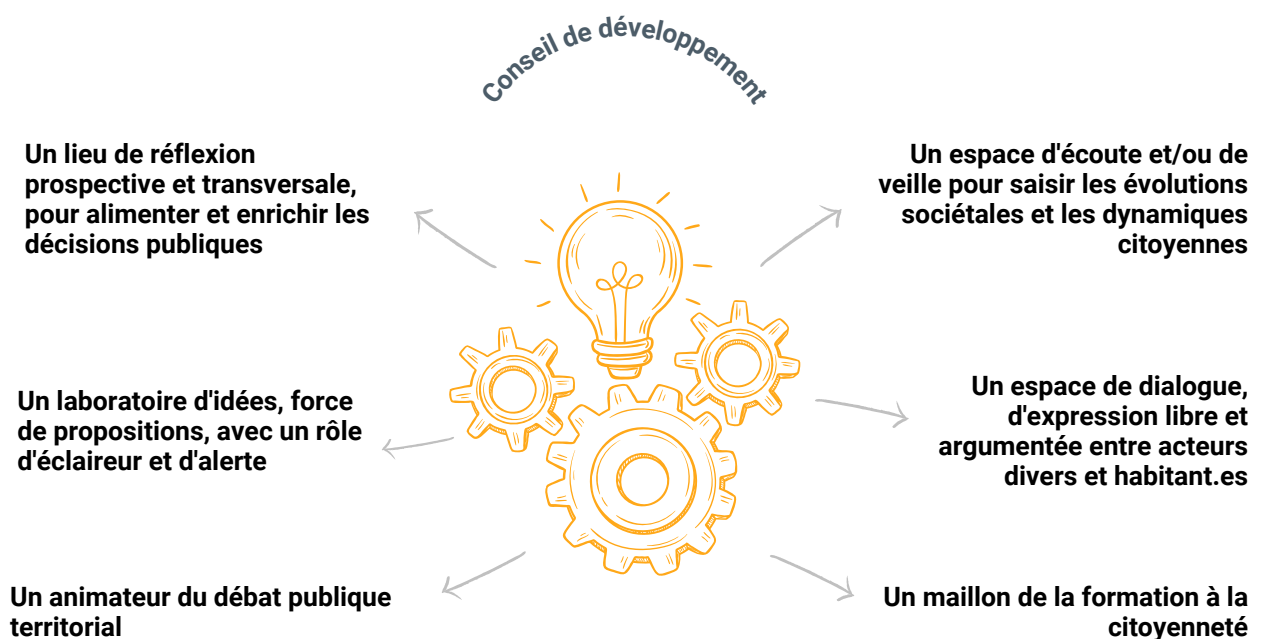 Conseil de développement
Un lieu de réflexion
prospective et transversale,
pour alimenter et enrichir les
décisions publiques
Un espace d'écoute et/ou de
veille pour saisir les évolutions
sociétales et les dynamiques
citoyennes
Un laboratoire d'idées, force
de propositions, avec un rôle
d'éclaireur et d'alerte
Un espace de dialogue,
d'expression libre et
argumentée entre acteurs
divers et habitant.es
Un animateur du débat publique
territorial
Un maillon de la formation à la
citoyenneté